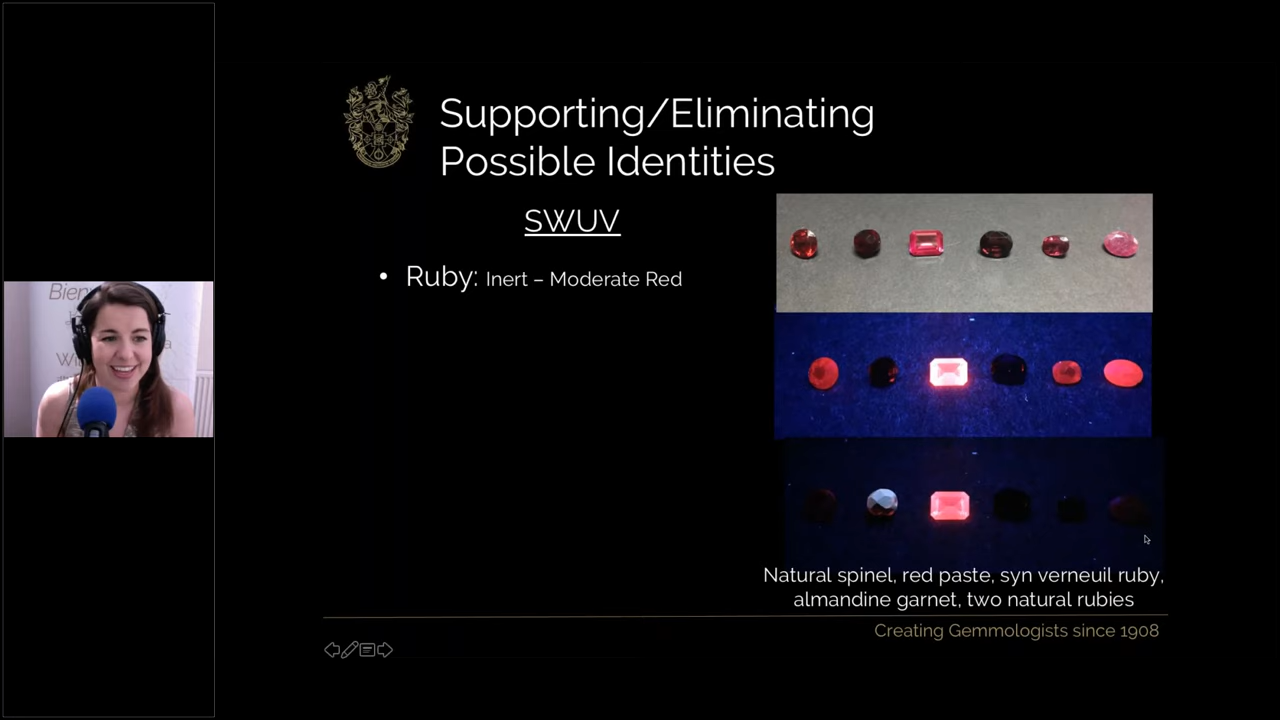 Supporting/Eliminating
Possible Identities
SWUV
• Ruby: Inert – Moderate Red
Natural spinel, red paste, syn verneuil ruby,
almandine garnet, two natural rubies
Creating Gemmologists since 1908
Bien